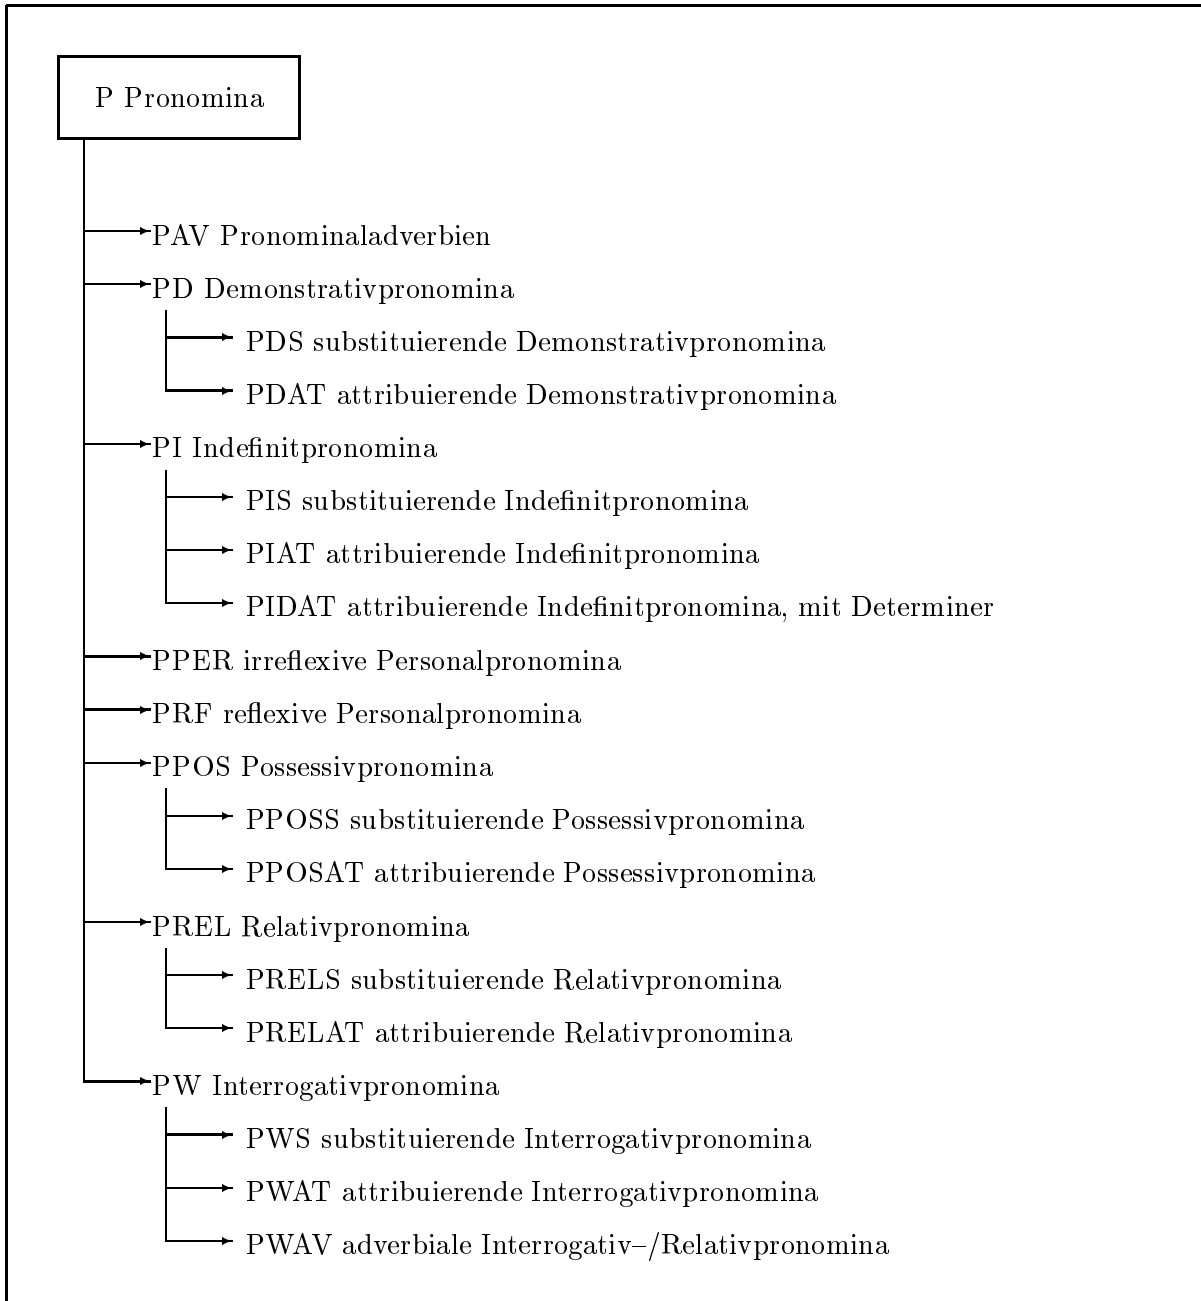 P Pronomina
PAV Pronominaladverbien
PD Demonstrativpronomina
PDS substituierende Demonstrativpronomina
PDAT attribuierende Demonstrativpronomina
PI Indefinitpronomina
PIS substituierende Indefinitpronomina
PIAT attribuierende Indefinitpronomina
PIDAT attribuierende Indefinitpronomina, mit Determiner
PPER irreflexive Personalpronomina
PRF reflexive Personalpronomina
PPOS Possessivpronomina
PPOSS substituierende Possessivpronomina
PPOSAT attribuierende Possessivpronomina
PREL Relativpronomina
PRELS substituierende Relativpronomina
PRELAT attribuierende Relativpronomina
PW Interrogativpronomina
PWS substituierende Interrogativpronomina
PWAT attribuierende Interrogativpronomina
PWAV adverbiale Interrogativ–/Relativpronomina